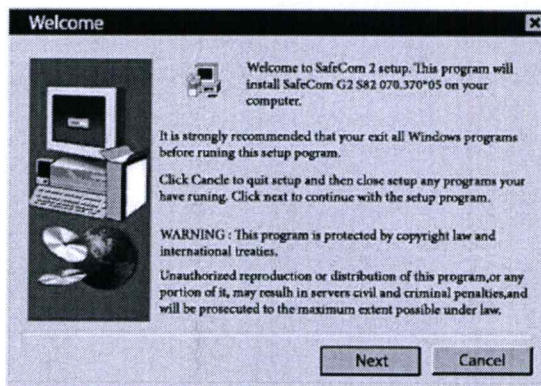 Welcome
Welcome to SafeCom 2 setup. This program will
install SafeCom G2 S82 070.370*05 on your
computer.
It is strongly recommended that your exit all Windows programs
before runing this setup pogram.
Click Cancle to quit setup and then close setup any programs your
have runing. Click next to continue with the setup program.
WARNING : This program is protected by copyright law and
international treaties.
Unauthorized reproduction or distribution of this program,or any
portion of it, may resulh in servers civil and criminal penalties,and
will be prosecuted to the maximum extent possible under law.
Next
Cancel